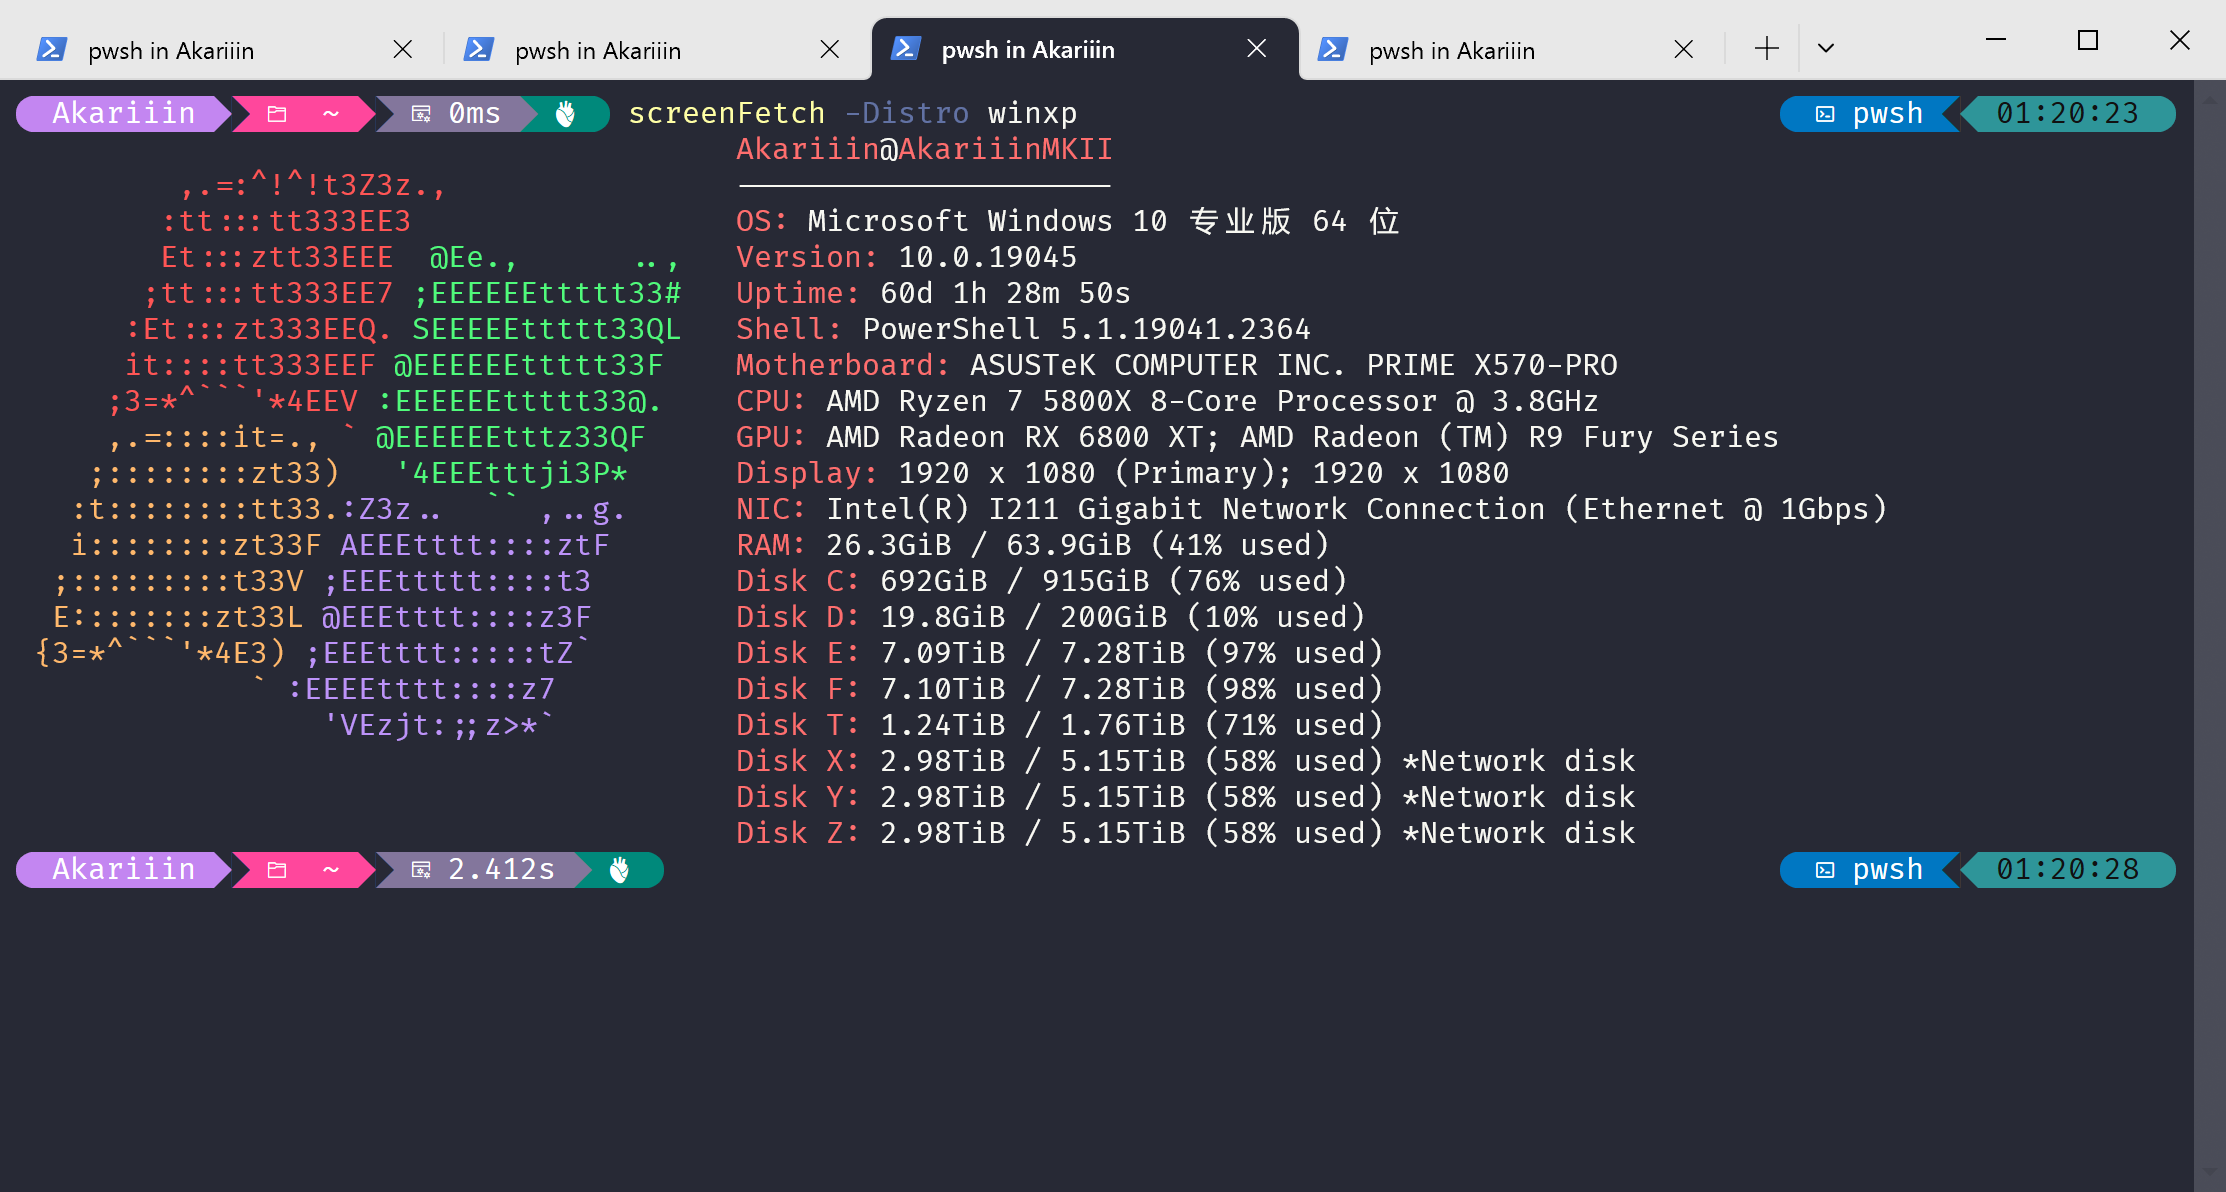 pwsh in Akariiin
pwsh in Akariiin
pwsh in Akariiin
pwsh in Akariiin
Akariiin ~ 0ms screenFetch -Distro winxp pwsh 01:20:23
Akariiin@AkariiinMKII
,.=:^!^!t3Z3z.,
:tt:::tt333EE3 OS: Microsoft Windows 10 专业版 64 位
Et:::ztt33EEE @Ee., .., Version: 10.0.19045
;tt:::tt333EE7 ;EEEEEEttttt33# Uptime: 60d 1h 28m 50s
:Et:::zt333EEQ. SEEEEEttttt33QL Shell: PowerShell 5.1.19041.2364
it::::tt333EEF @EEEEEEttttt33F Motherboard: ASUSTeK COMPUTER INC. PRIME X570-PRO
;3=*^```'*4EEV :EEEEEEttttt33@. CPU: AMD Ryzen 7 5800X 8-Core Processor @ 3.8GHz
,.=::::it=., ` @EEEEEEtttz33QF GPU: AMD Radeon RX 6800 XT; AMD Radeon (TM) R9 Fury Series
;::::::::zt33) '4EEEtttji3P* Display: 1920 x 1080 (Primary); 1920 x 1080
:t::::::::tt33.:Z3z.. `` ,..g. NIC: Intel(R) I211 Gigabit Network Connection (Ethernet @ 1Gbps)
i::::::::zt33F AEEEtttt::::ztF RAM: 26.3GiB / 63.9GiB (41% used)
;:::::::::t33V ;EEEttttt::::t3 Disk C: 692GiB / 915GiB (76% used)
E::::::::zt33L @EEEtttt::::z3F Disk D: 19.8GiB / 200GiB (10% used)
{3=*^```'*4E3) ;EEEtttt:::::tZ` Disk E: 7.09TiB / 7.28TiB (97% used)
` :EEEEtttt::::z7 Disk F: 7.10TiB / 7.28TiB (98% used)
'VEzjt:;;z>*` Disk T: 1.24TiB / 1.76TiB (71% used)
Disk X: 2.98TiB / 5.15TiB (58% used) *Network disk
Disk Y: 2.98TiB / 5.15TiB (58% used) *Network disk
Disk Z: 2.98TiB / 5.15TiB (58% used) *Network disk
Akariiin ~ 2.412s pwsh 01:20:28